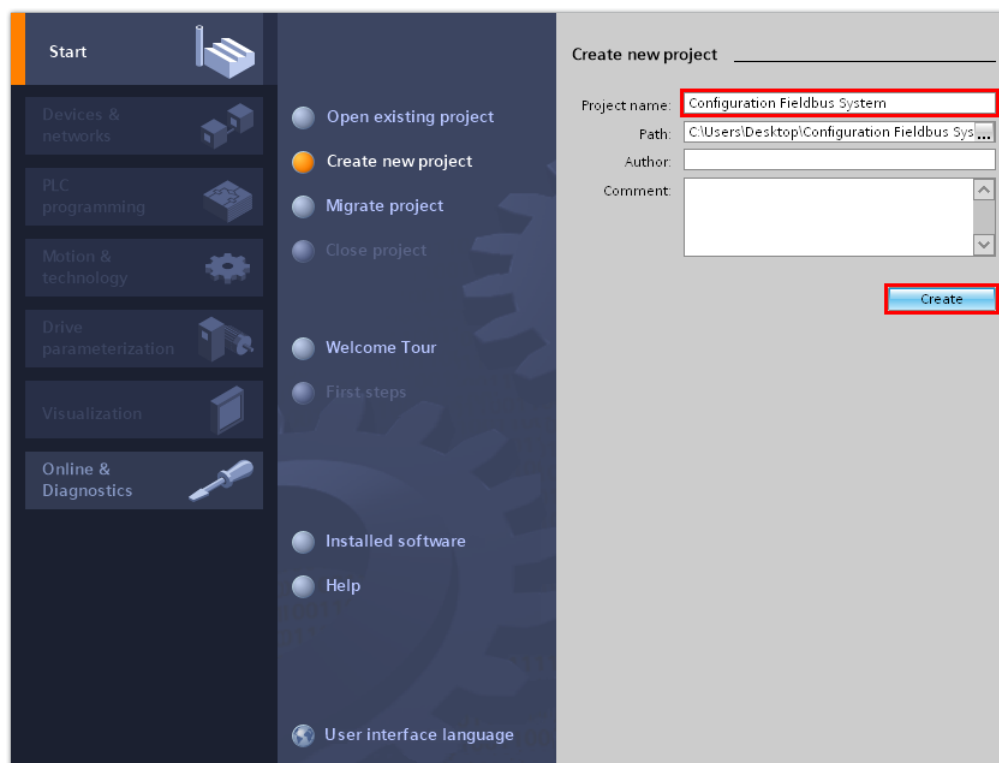 Start
Devices &
networks
PLC
programming
Motion &
technology
Drive
parameterization
Visualization
Online &
Diagnostics
Open existing project
Create new project
Migrate project
Close project
Welcome Tour
First steps
Installed software
Help
User interface language
Create new project
Project name: Configuration Fieldbus System
Path: C:\Users\Desktop\Configuration Fieldbus Sys...
Author:
Comment:
Create